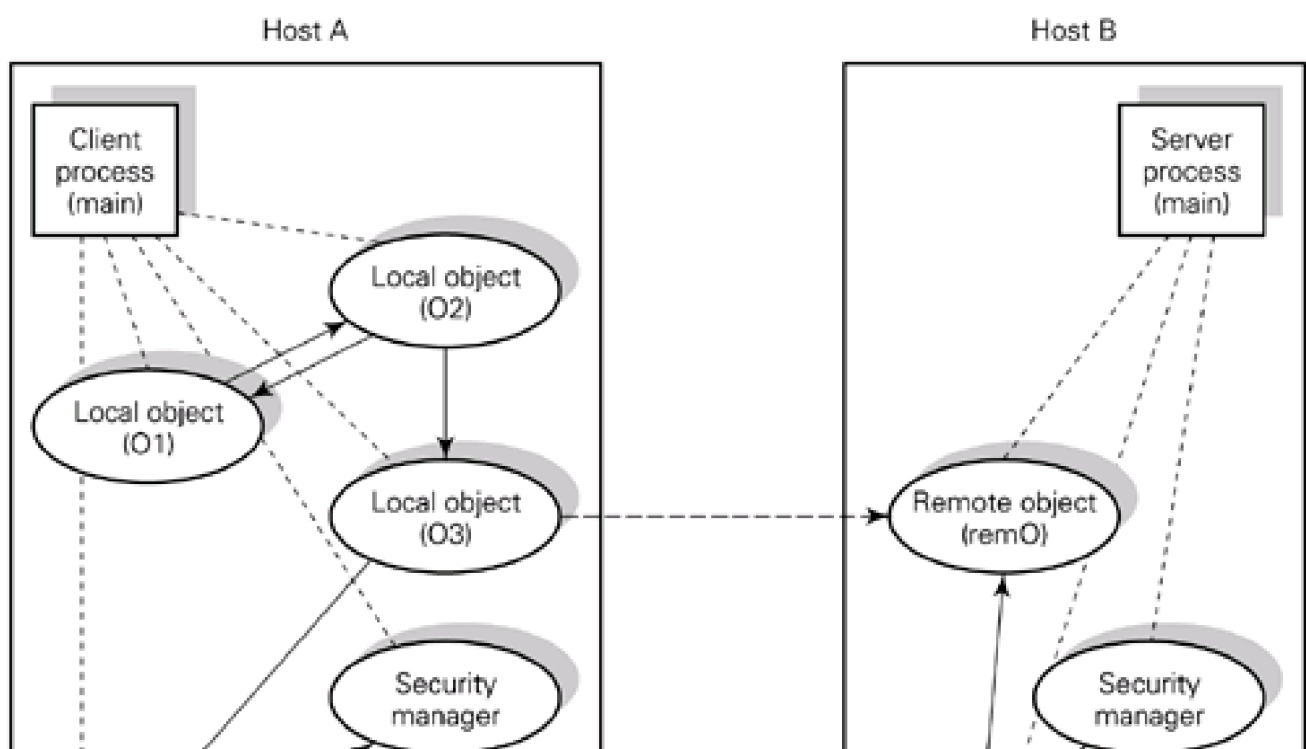 Host A
Host B
Client
process
(main)
Server
process
(main)
Local object
(O2)
Local object
(O1)
Local object
(O3)
Remote object
(remO)
Security
manager
Security
manager